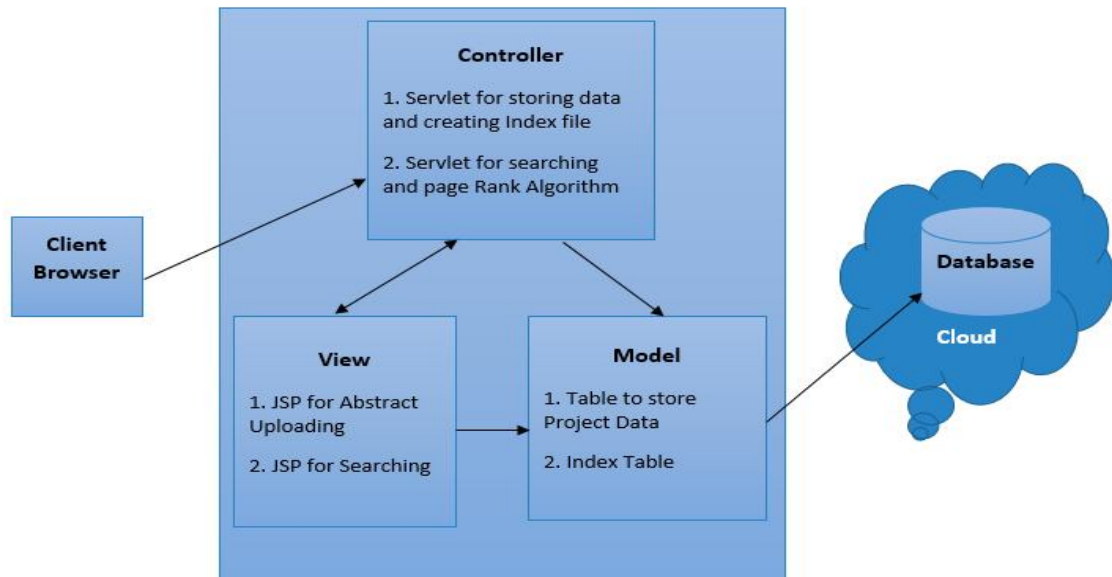 Controller
1. Servlet for storing data
and creating Index file
2. Servlet for searching
and page Rank Algorithm
Client
Browser
Database
Cloud
View
1. JSP for Abstract
Uploading
2. JSP for Searching
Model
1. Table to store
Project Data
2. Index Table